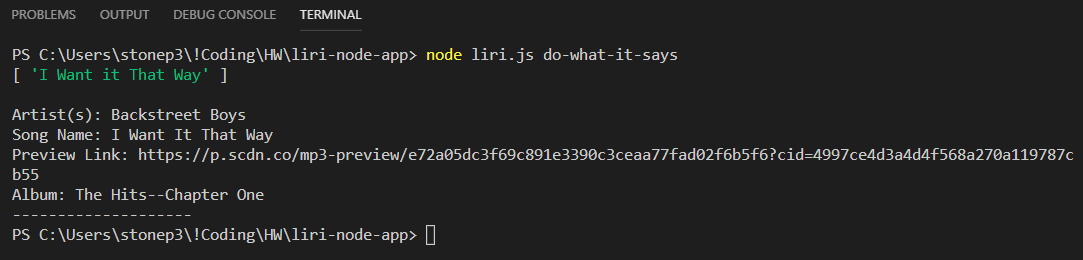 PROBLEMS OUTPUT DEBUG CONSOLE TERMINAL
PS C:\Users\stonep3\!Coding\HW\liri-node-app> node liri.js do-what-it-says
[ 'I Want it That Way' ]
Artist(s): Backstreet Boys
Song Name: I Want It That Way
Preview Link: https://p.scdn.co/mp3-preview/e72a05dc3f69c891e3390c3ceaa77fad02f6b5f6?cid=4997ce4d3a4d4f568a270a119787c
b55
Album: The Hits--Chapter One
--------------------
PS C:\Users\stonep3\!Coding\HW\liri-node-app>